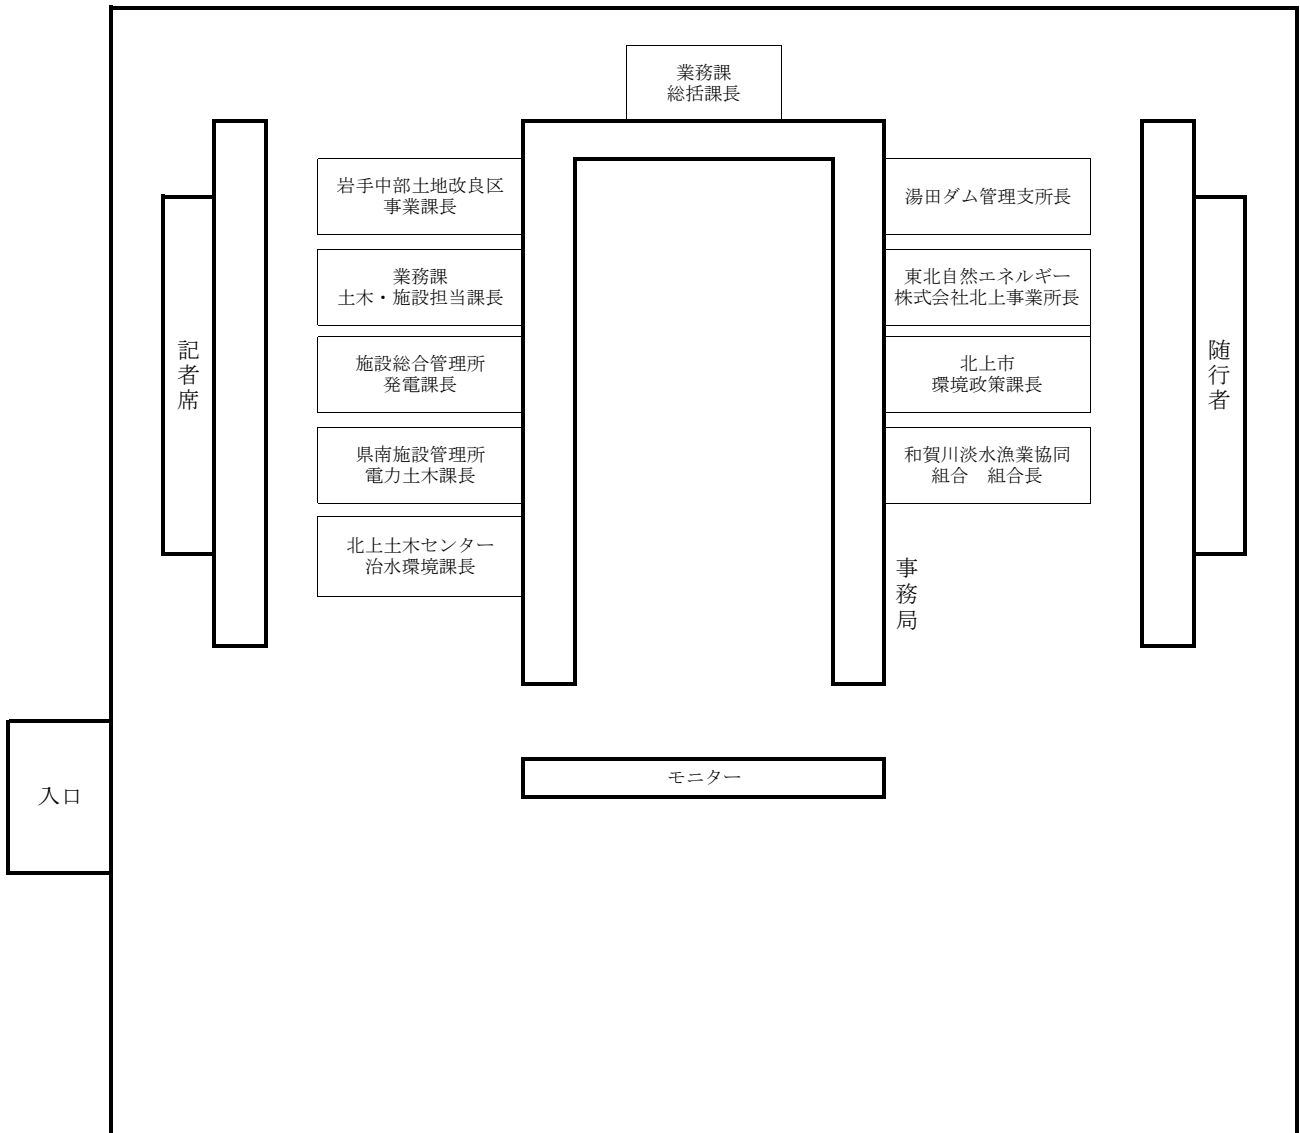 業務課
総括課長
岩手中部土地改良区
事業課長
湯田ダム管理支所長
業務課
土木・施設担当課長
東北自然エネルギー
株式会社北上事業所長
施設総合管理所
発電課長
北上市
環境政策課長
県南施設管理所
電力土木課長
和賀川淡水漁業協同
組合　組合長
北上土木センター
治水環境課長
記者席
随行者
事務局
モニター
入口